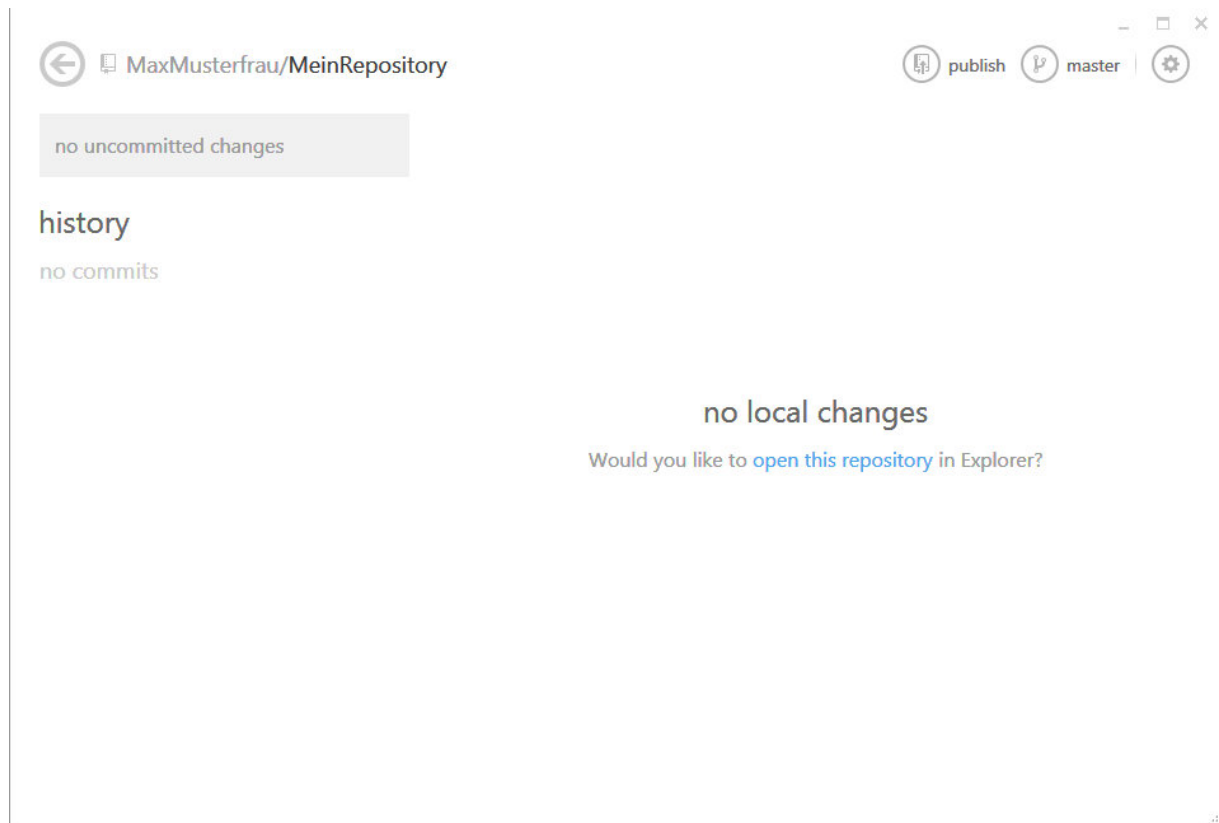 MaxMusterfrau/MeinRepository
publish
master
no uncommitted changes
history
no commits
no local changes
Would you like to open this repository in Explorer?